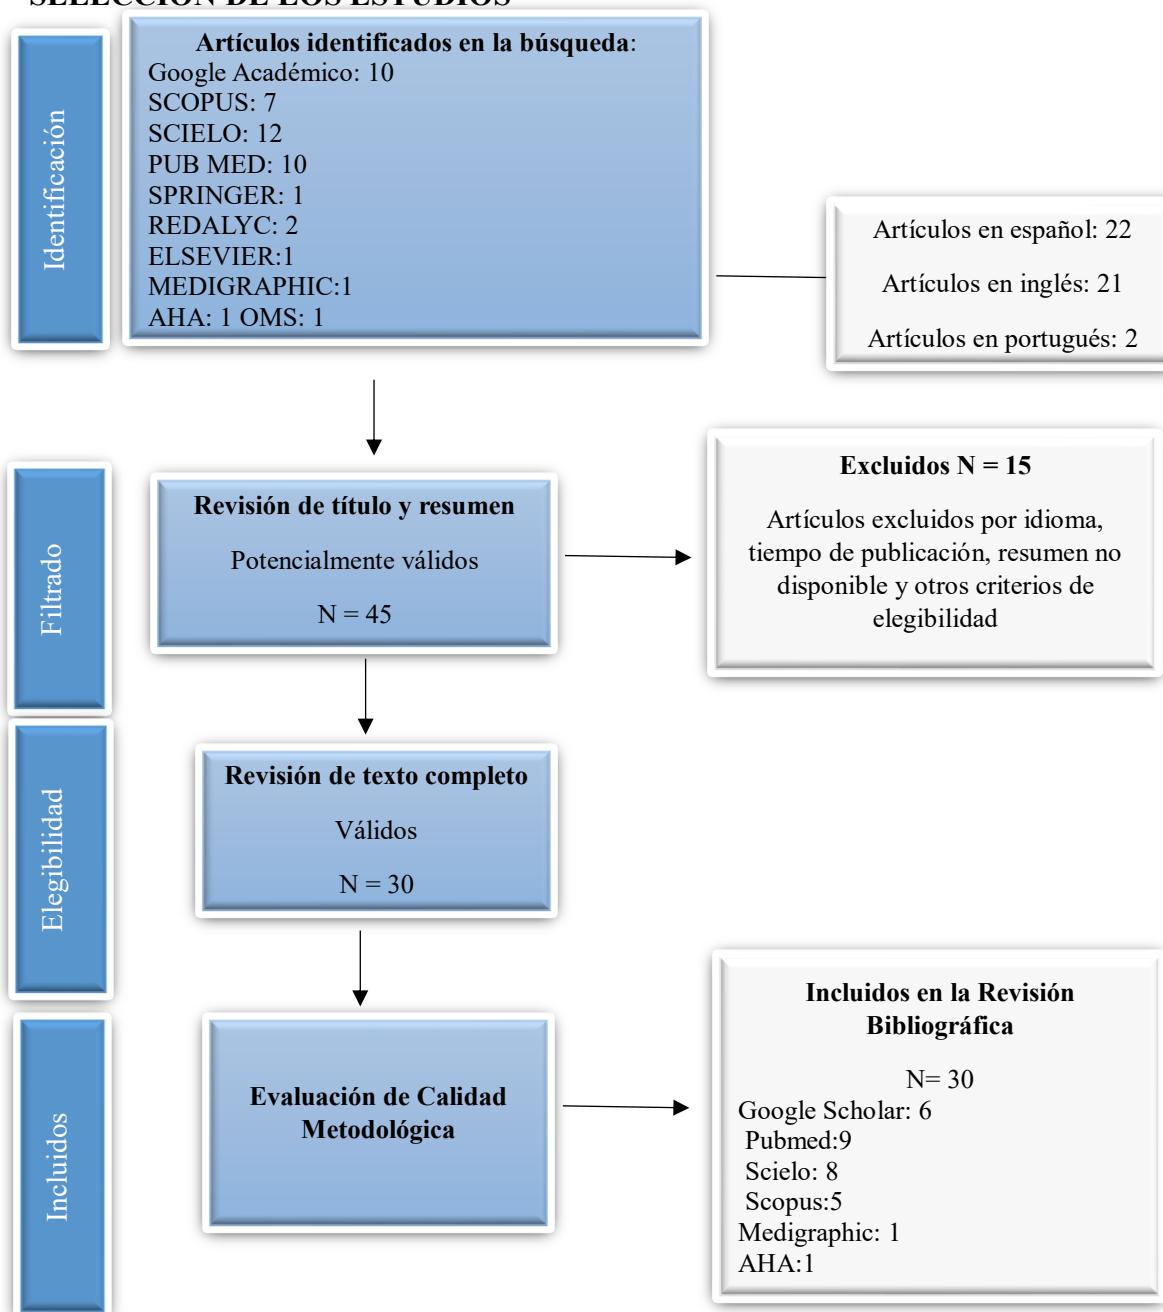 SELECCIÓN DE LOS ESTUDIOS
Identificación
Artículos identificados en la búsqueda:
Google Académico: 10
SCOPUS: 7
SCIELO: 12
PUB MED: 10
SPRINGER: 1
REDALYC: 2
ELSEVIER:1
MEDIGRAPHIC:1
AHA: 1 OMS: 1
Artículos en español: 22
Artículos en inglés: 21
Artículos en portugués: 2
Filtrado
Revisión de título y resumen
Potencialmente válidos
N = 45
Excluidos N = 15
Artículos excluidos por idioma,
tiempo de publicación, resumen no
disponible y otros criterios de
elegibilidad
Elegibilidad
Revisión de texto completo
Válidos
N = 30
Incluidos
Evaluación de Calidad
Metodológica
Incluidos en la Revisión
Bibliográfica
N= 30
Google Scholar: 6
Pubmed:9
Scielo: 8
Scopus:5
Medigraphic: 1
AHA:1